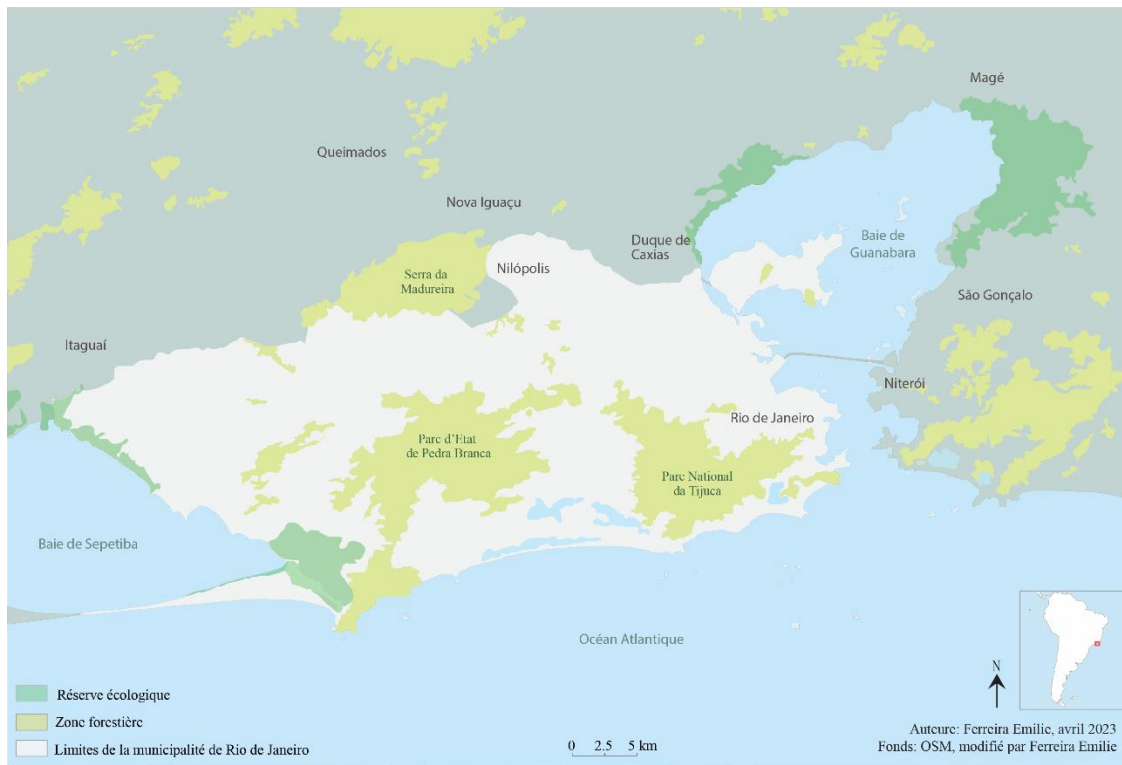 Magé
Queimados
Nova Iguaçu
Duque de
Caxias
Baie de
Guanabara
Nilópolis
Serra da
Madureira
São Gonçalo
Itaguaí
Niterói
Rio de Janeiro
Parc d'Etat
de Pedra Branca
Parc National
da Tijuca
Baie de Sepetiba
Océan Atlantique
N
Réserve écologique
Zone forestière
Limites de la municipalité de Rio de Janeiro
0 2.5 5 km
Auteure: Ferreira Emilie, avril 2023
Fonds: OSM, modifié par Ferreira Emilie